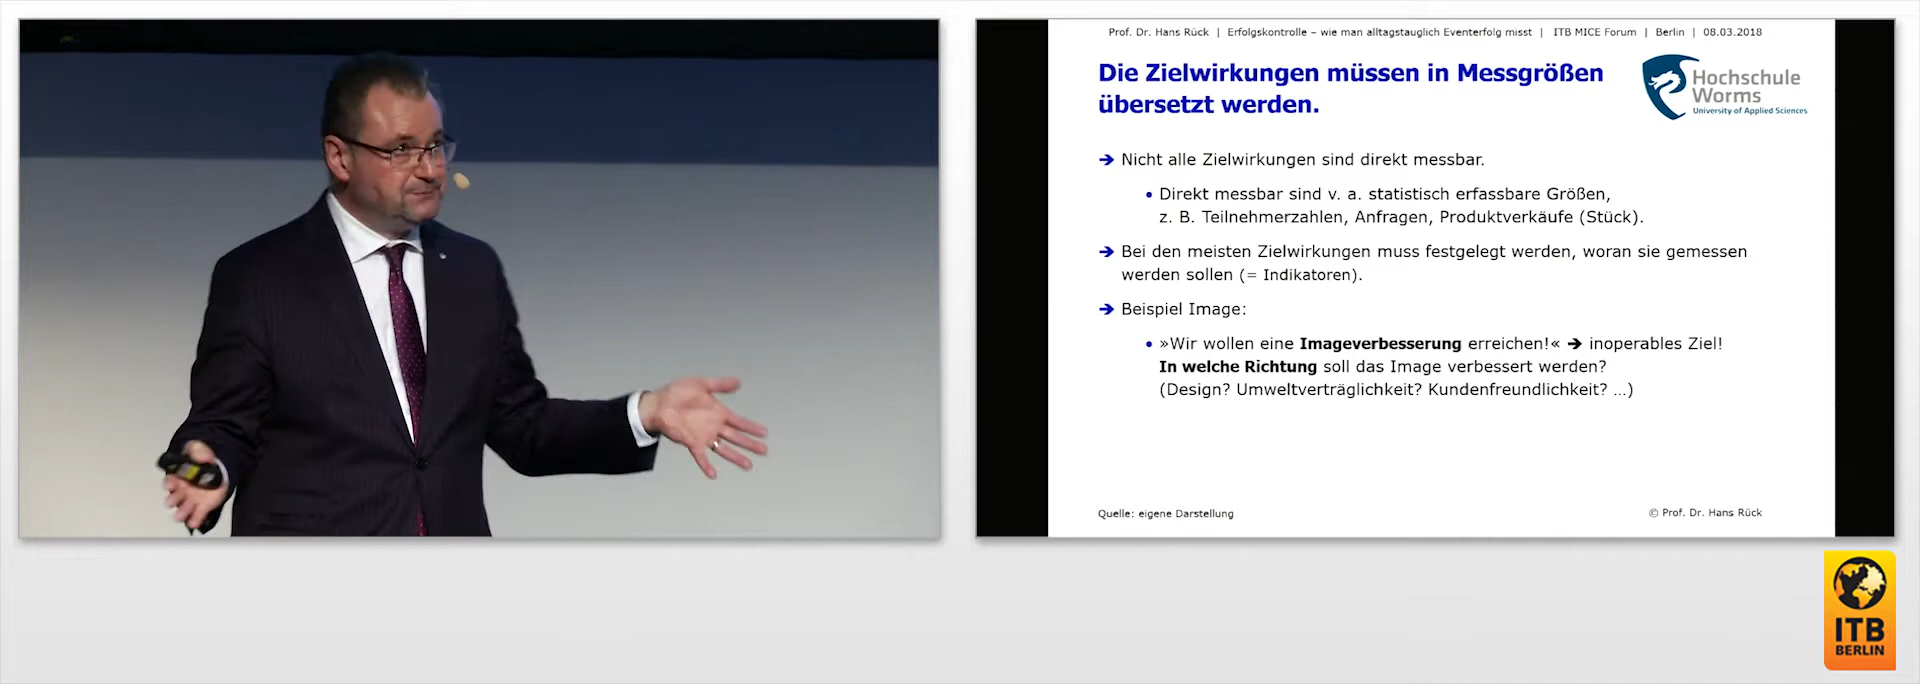 Prof. Dr. Hans Rück | Erfolgskontrolle – wie man alltagstauglich Eventerfolg misst | ITB MICE Forum | Berlin | 08.03.2018
Die Zielwirkungen müssen in Messgrößen
übersetzt werden.
Hochschule
Worms
University of Applied Sciences
➔ Nicht alle Zielwirkungen sind direkt messbar.
• Direkt messbar sind v. a. statistisch erfassbare Größen,
z. B. Teilnehmerzahlen, Anfragen, Produktverkäufe (Stück).
➔ Bei den meisten Zielwirkungen muss festgelegt werden, woran sie gemessen
werden sollen (= Indikatoren).
➔ Beispiel Image:
• »Wir wollen eine Imageverbesserung erreichen!« ➔ inoperables Ziel!
In welche Richtung soll das Image verbessert werden?
(Design? Umweltverträglichkeit? Kundenfreundlichkeit? …)
Quelle: eigene Darstellung
© Prof. Dr. Hans Rück
ITB
BERLIN